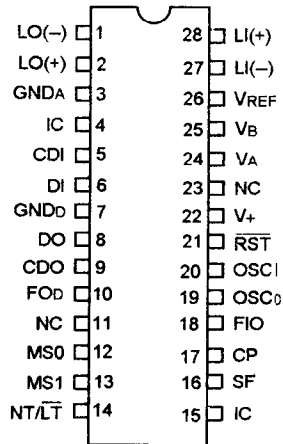 LO(−) 1
LO(+) 2
GNDA 3
IC 4
CDI 5
DI 6
GNDD 7
DO 8
CDO 9
FOD 10
NC 11
MS0 12
MS1 13
NT/L̅T̅ 14
28 LI(+)
27 LI(−)
26 VREF
25 VB
24 VA
23 NC
22 V+
21 R̅S̅T̅
20 OSCI
19 OSCO
18 FIO
17 CP
16 SF
15 IC